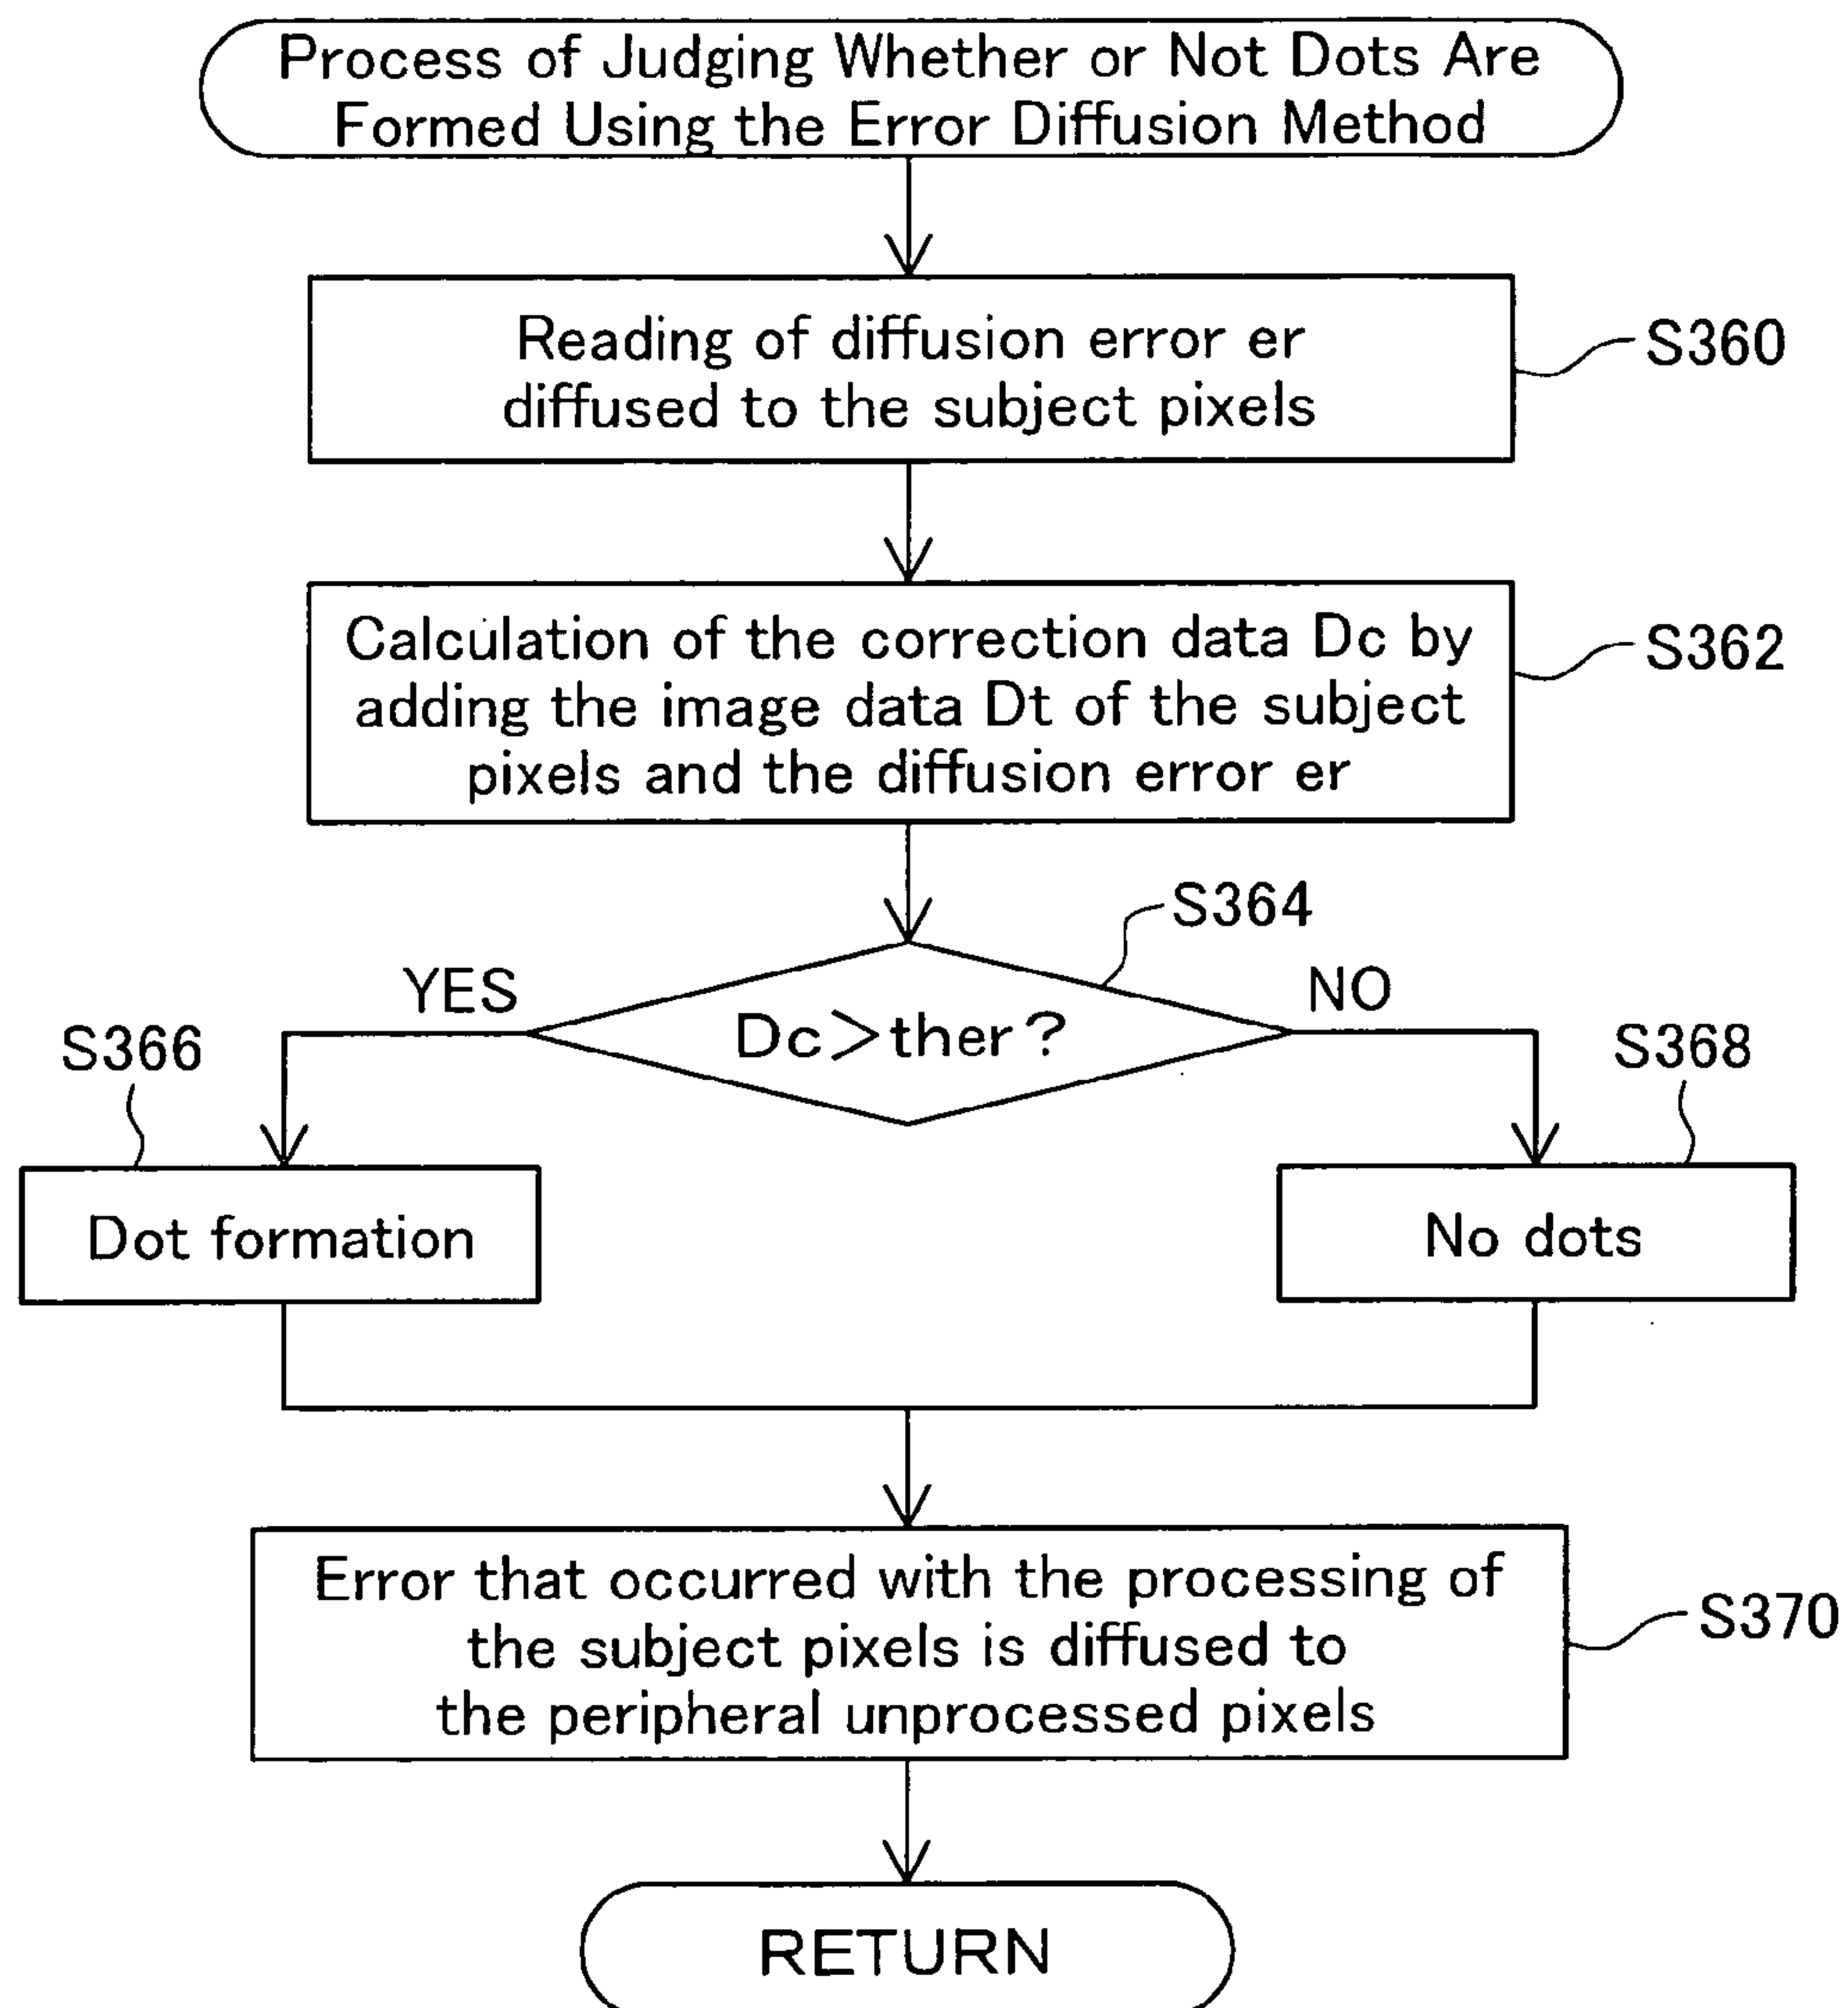 Process of Judging Whether or Not Dots Are
Formed Using the Error Diffusion Method
Reading of diffusion error er
diffused to the subject pixels
S360
Calculation of the correction data Dc by
adding the image data Dt of the subject
pixels and the diffusion error er
S362
S364
YES
NO
Dc>ther?
S366
S368
Dot formation
No dots
Error that occurred with the processing of
the subject pixels is diffused to
the peripheral unprocessed pixels
S370
RETURN